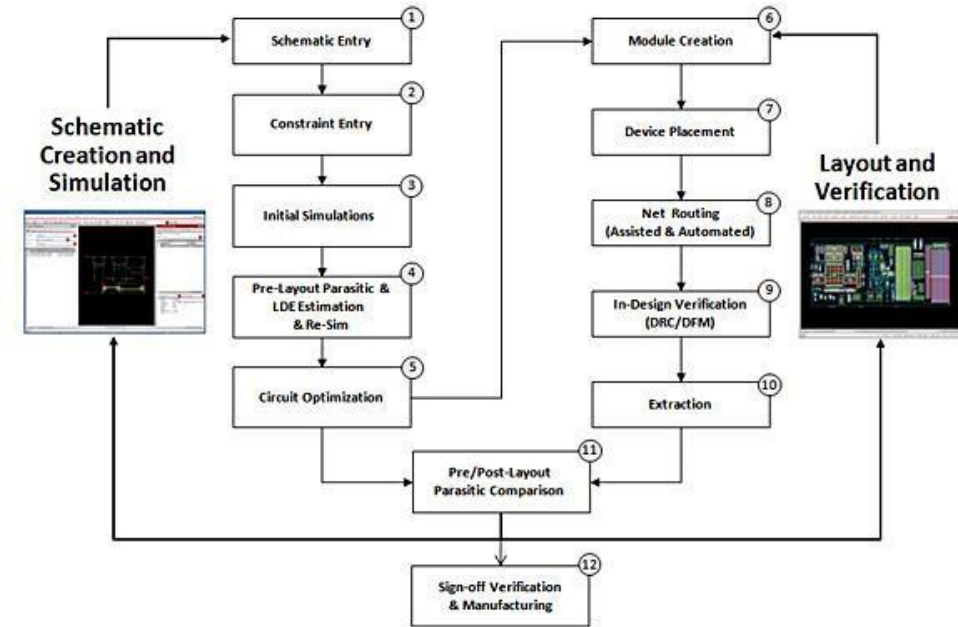 1
Schematic Entry
2
Constraint Entry
3
Initial Simulations
4
Pre-Layout Parasitic &
LDE Estimation
& Re-Sim
5
Circuit Optimization
Schematic
Creation and
Simulation
6
Module Creation
7
Device Placement
8
Net Routing
(Assisted & Automated)
9
In-Design Verification
(DRC/DFM)
10
Extraction
Layout and
Verification
11
Pre/Post-Layout
Parasitic Comparison
12
Sign-off Verification
& Manufacturing